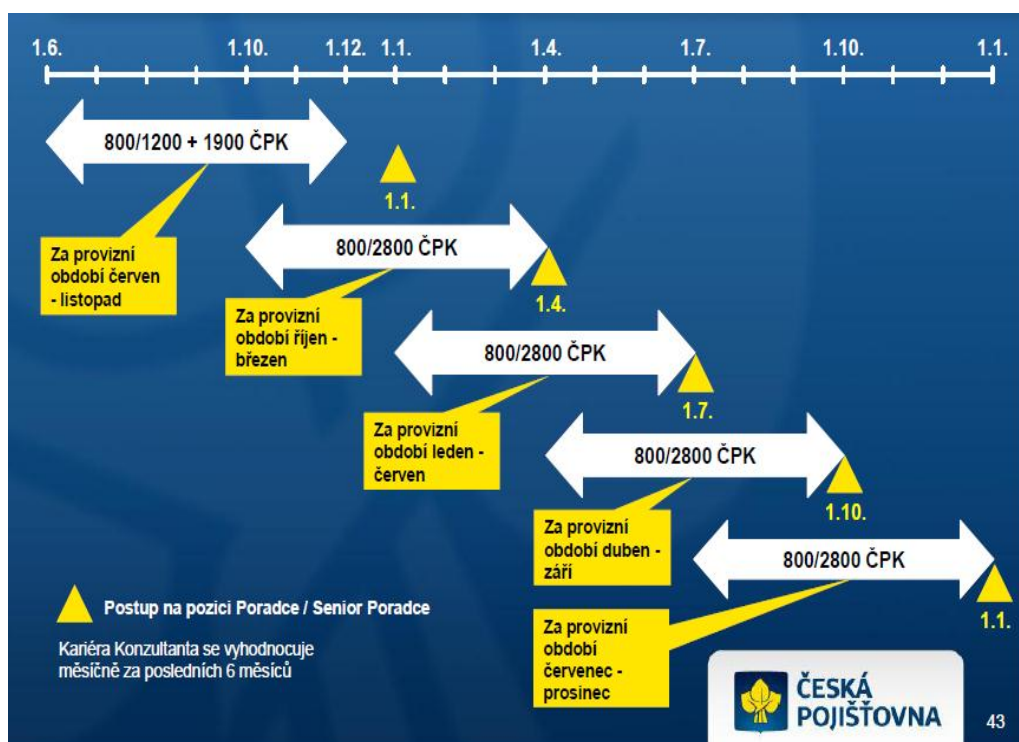 1.6. 1.10. 1.12. 1.1. 1.4. 1.7. 1.10. 1.1.
800/1200 + 1900 ČPK
1.1.
Za provizní
období červen
- listopad
800/2800 ČPK
1.4.
Za provizní
období říjen -
březen
800/2800 ČPK
1.7.
Za provizní
období leden -
červen
800/2800 ČPK
1.10.
Za provizní
období duben -
září
800/2800 ČPK
1.1.
Za provizní
období
červenec -
prosinec
Postup na pozici Poradce / Senior Poradce
Kariéra Konzultanta se vyhodnocuje
měsíčně za posledních 6 měsíců
ČESKÁ
POJIŠŤOVNA
43